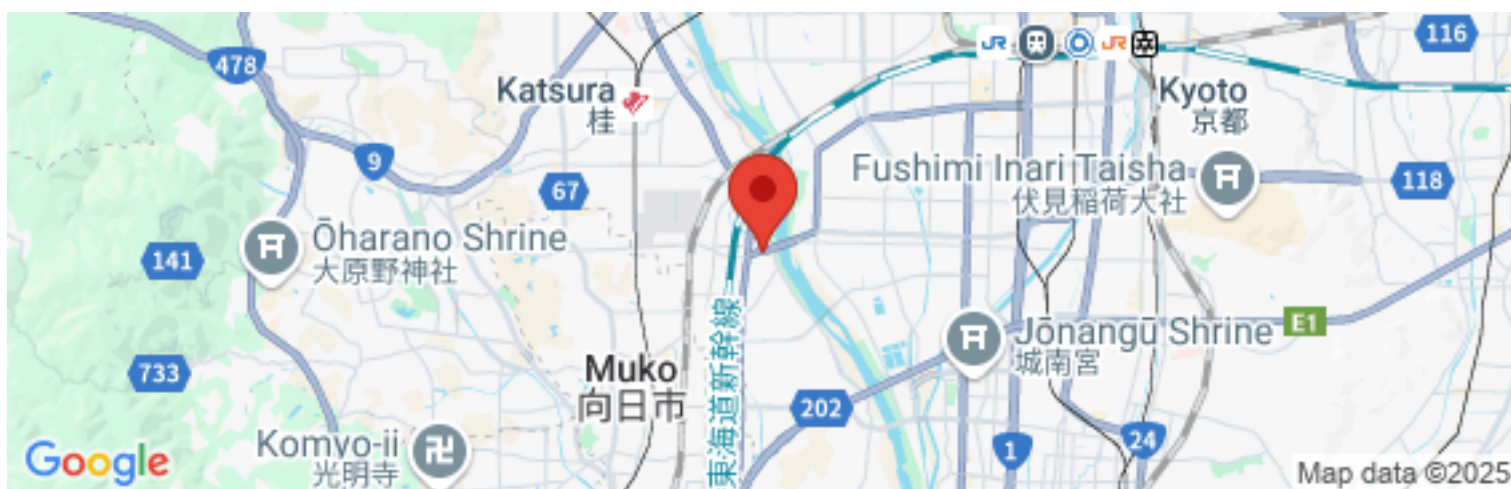 478
116
Katsura
桂
Kyoto
京都
9
67
Fushimi Inari Taisha
伏見稲荷大社
118
Ōharano Shrine
大原野神社
141
東海道新幹線
E1
Jōnangū Shrine
城南宮
733
Muko
向日市
202
1
24
Komyo-ji
光明寺
Google
Map data ©2025